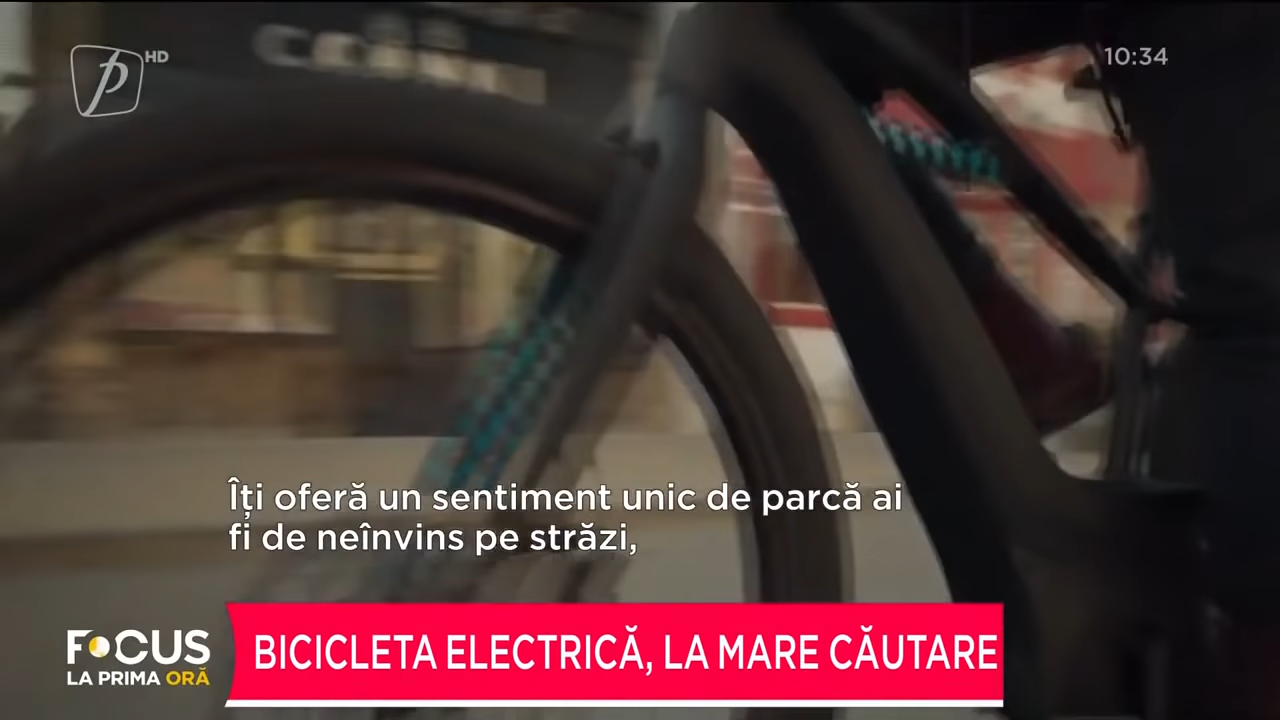 p HD
10:34
Îți oferă un sentiment unic de parcă ai
fi de neînvins pe străzi,
FOCUS
LA PRIMA ORĂ
BICICLETA ELECTRICĂ, LA MARE CĂUTARE